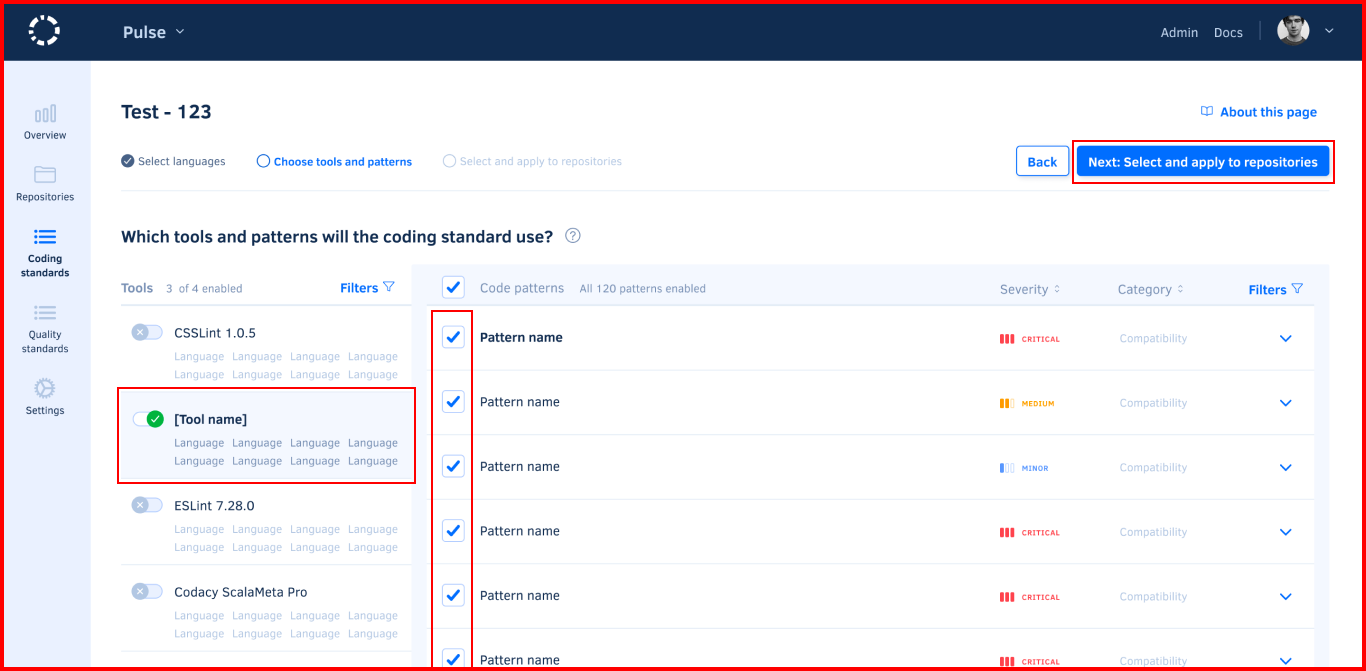 Pulse
Admin Docs
Overview
Repositories
Coding
standards
Quality
standards
Settings
Test - 123
About this page
Select languages
Choose tools and patterns
Select and apply to repositories
Back
Next: Select and apply to repositories
Which tools and patterns will the coding standard use? ?
Tools 3 of 4 enabled Filters
CSSLint 1.0.5
Language Language Language Language
Language Language Language Language
[Tool name]
Language Language Language Language
Language Language Language Language
ESLint 7.28.0
Language Language Language Language
Language Language Language Language
Codacy ScalaMeta Pro
Language Language Language Language
Language Language Language Language
Code patterns All 120 patterns enabled Severity Category Filters
Pattern name CRITICAL Compatibility
Pattern name MEDIUM Compatibility
Pattern name MINOR Compatibility
Pattern name CRITICAL Compatibility
Pattern name CRITICAL Compatibility
Pattern name CRITICAL Compatibility